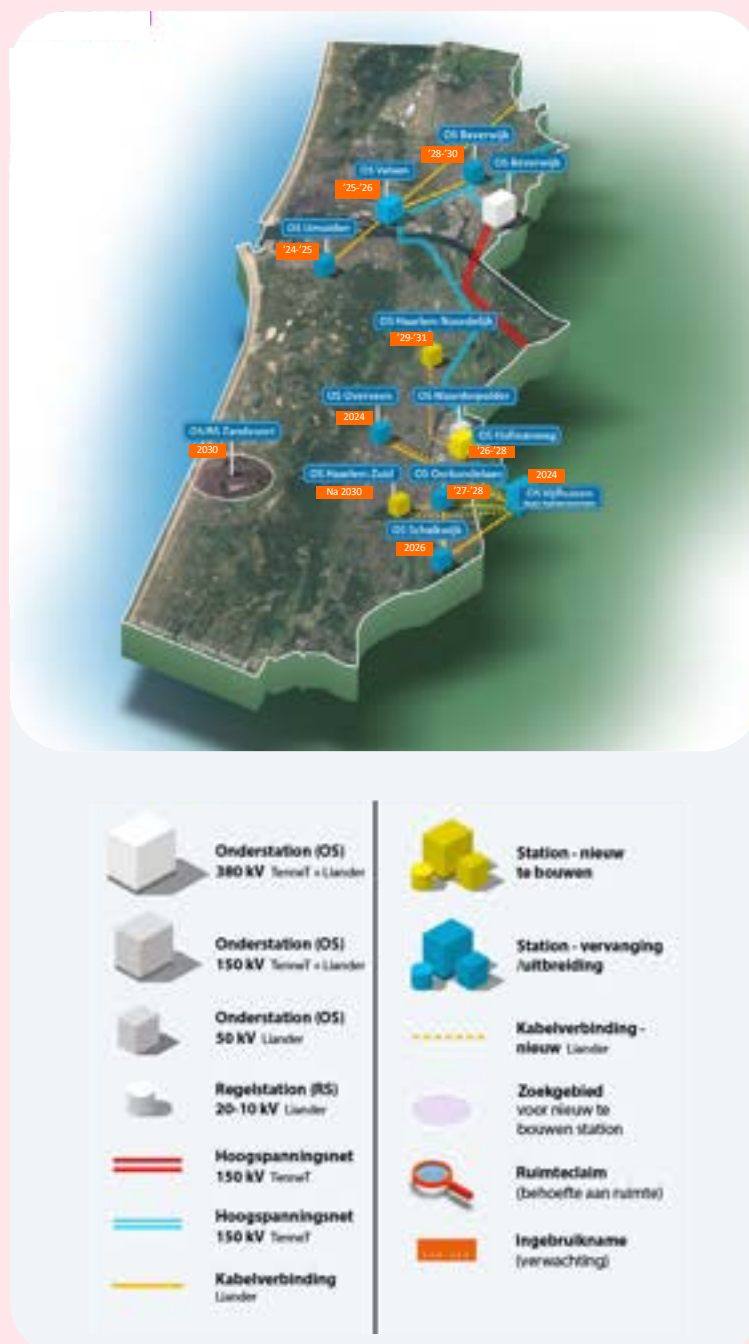 OS Beverwijk
'28-'30
OS Beverwijk
OS Velsen
'25-'26
OS IJmuiden
'24-'25
OS Haarlem Noordelijk
'29-'31
OS Overveen
OS Waarderpolder
2024
OS/RS Zandvoort
2030
OS Hofmanweg
'26-'28
OS Haarlem Zuid
Na 2030
2024
'27-'28
OS Vijfhuizen
OS Schalkwijk
2026
Onderstation (OS)
380 kV TenneT + Liander
Onderstation (OS)
150 kV TenneT + Liander
Onderstation (OS)
50 kV Liander
Regelstation (RS)
20-10 kV Liander
Hoogspanningsnet
150 kV TenneT
Hoogspanningsnet
150 kV TenneT
Kabelverbinding
Liander
Station - nieuw
te bouwen
Station - vervanging
/uitbreiding
Kabelverbinding -
nieuw Liander
Zoekgebied
voor nieuw te
bouwen station
Ruimteclaim
(behoefte aan ruimte)
Ingebruikname
(verwachting)